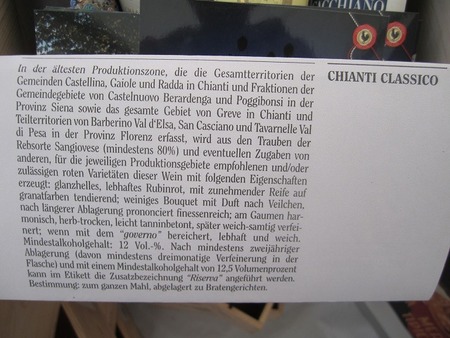 CCHIANO
In der ältesten Produktionszone, die die Gesamtterritorien der
Gemeinden Castellina, Gaiole und Radda in Chianti und Fraktionen der
Gemeindegebiete von Castelnuovo Berardenga und Poggibonsi in der
Provinz Siena sowie das gesamte Gebiet von Greve in Chianti und
Teilterritorien von Barberino Val d'Elsa, San Casciano und Tavarnelle Val
di Pesa in der Provinz Florenz erfasst, wird aus den Trauben der
Rebsorte Sangiovese (mindestens 80%) und eventuellen Zugaben von
anderen, für die jeweiligen Produktionsgebiete empfohlenen und/oder
zulässigen roten Varietäten dieser Wein mit folgenden Eigenschaften
erzeugt: glanzhelles, lebhaftes Rubinrot, mit zunehmender Reife auf
granatfarben tendierend; weiniges Bouquet mit Duft nach Veilchen,
nach längerer Ablagerung prononciert finessenreich; am Gaumen har-
monisch, herb-trocken, leicht tanninbetont, später weich-samtig verfei-
nert; wenn mit dem "governo" bereichert, lebhaft und weich.
Mindestalkoholgehalt: 12 Vol.-%. Nach mindestens zweijähriger
Ablagerung (davon mindestens dreimonatige Verfeinerung in der
Flasche) und mit einem Mindestalkoholgehalt von 12,5 Volumenprozent
kann im Etikett die Zusatzbezeichnung "Riserva" angeführt werden.
Bestimmung: zum ganzen Mahl, abgelagert zu Bratengerichten.
CHIANTI CLASSICO